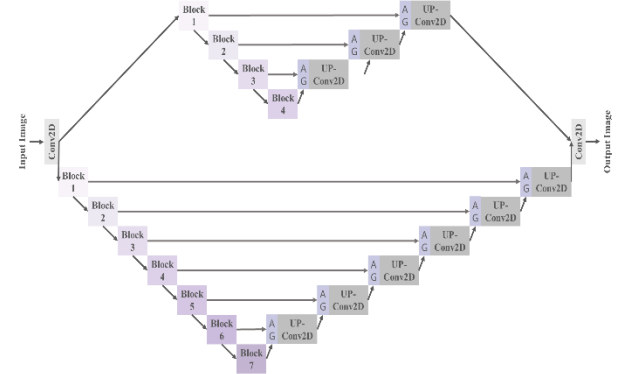 Block
1
A
G
UP-
Conv2D
Block
2
A
G
UP-
Conv2D
Block
3
A
G
UP-
Conv2D
Block
4
Input Image
Conv2D
Conv2D
Output Image
Block
1
A
G
UP-
Conv2D
Block
2
A
G
UP-
Conv2D
Block
3
A
G
UP-
Conv2D
Block
4
A
G
UP-
Conv2D
Block
5
A
G
UP-
Conv2D
Block
6
A
G
UP-
Conv2D
Block
7